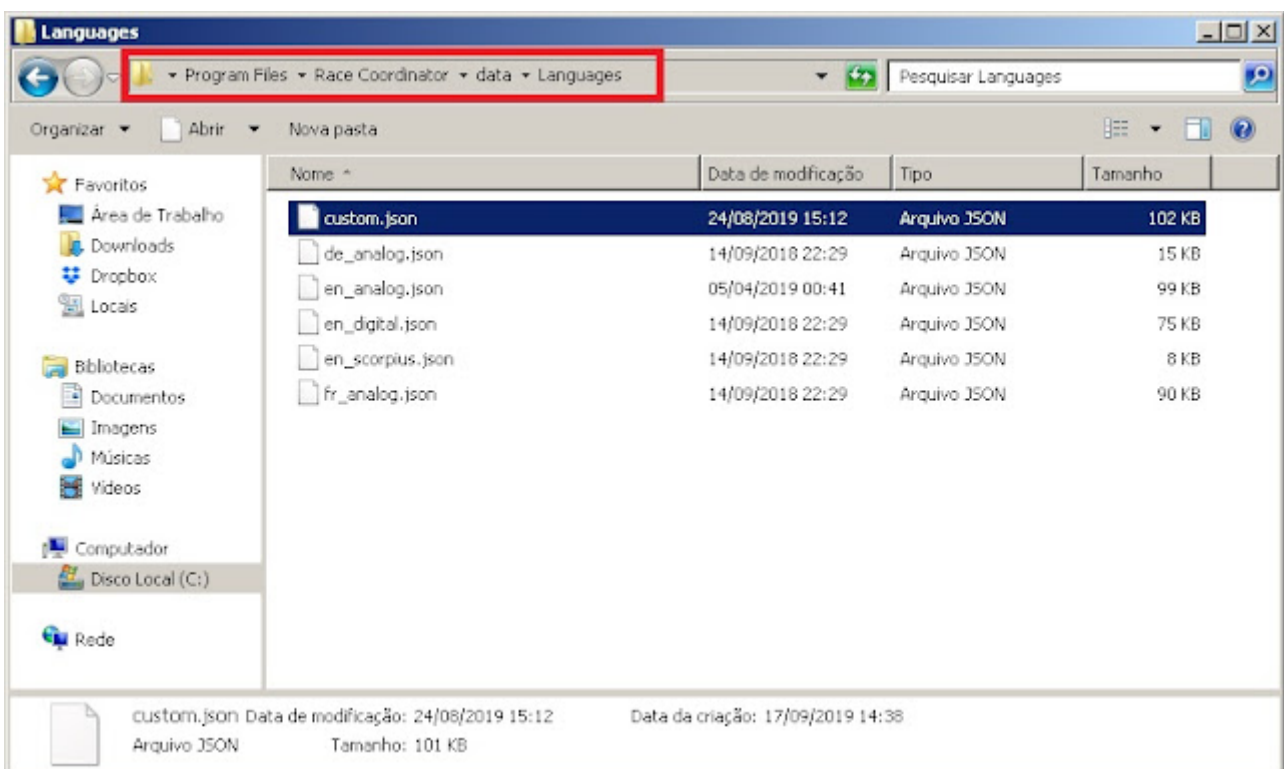 Languages
Program Files Race Coordinator data Languages
Pesquisar Languages
Organizar Abrir Nova pasta
Favoritos
Área de Trabalho
Downloads
Dropbox
Locais
Bibliotecas
Documentos
Imagens
Músicas
Vídeos
Computador
Disco Local (C:)
Rede
Nome Data de modificação Tipo Tamanho
custom.json 24/08/2019 15:12 Arquivo JSON 102 KB
de_analog.json 14/09/2018 22:29 Arquivo JSON 15 KB
en_analog.json 05/04/2019 00:41 Arquivo JSON 99 KB
en_digital.json 14/09/2018 22:29 Arquivo JSON 75 KB
en_scorpius.json 14/09/2018 22:29 Arquivo JSON 8 KB
fr_analog.json 14/09/2018 22:29 Arquivo JSON 90 KB
custom.json Data de modificação: 24/08/2019 15:12 Data da criação: 17/09/2019 14:38
Arquivo JSON Tamanho: 101 KB